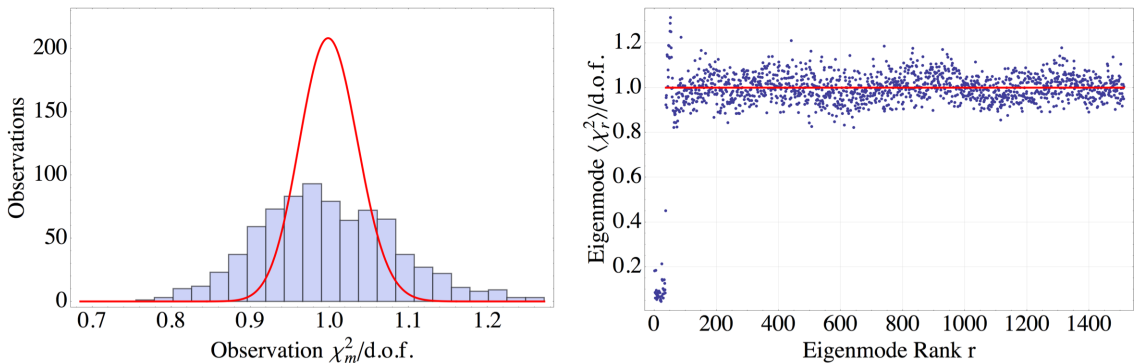 Observations
200
150
100
50
0
0.7 0.8 0.9 1.0 1.1 1.2
Observation χ²ₘ/d.o.f.
Eigenmode ⟨χ²ᵣ⟩/d.o.f.
1.2
1.0
0.8
0.6
0.4
0.2
0 200 400 600 800 1000 1200 1400
Eigenmode Rank r